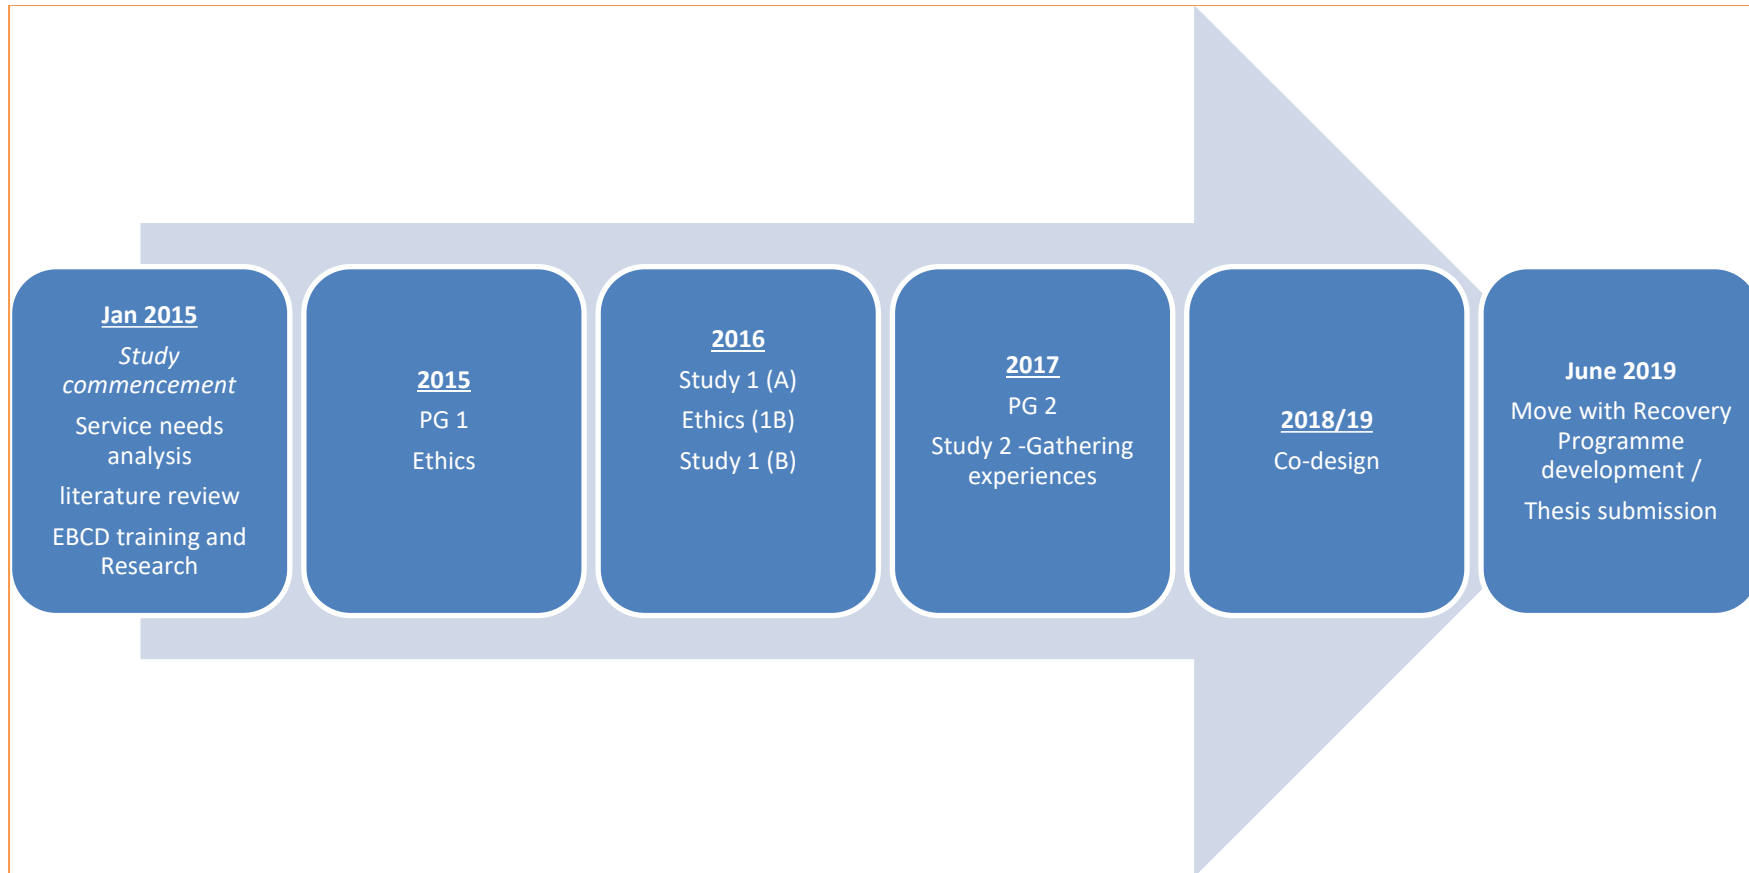 Jan 2015
Study
commencement
Service needs
analysis
literature review
EBCD training and
Research
2015
PG 1
Ethics
2016
Study 1 (A)
Ethics (1B)
Study 1 (B)
2017
PG 2
Study 2 -Gathering
experiences
2018/19
Co-design
June 2019
Move with Recovery
Programme
development /
Thesis submission